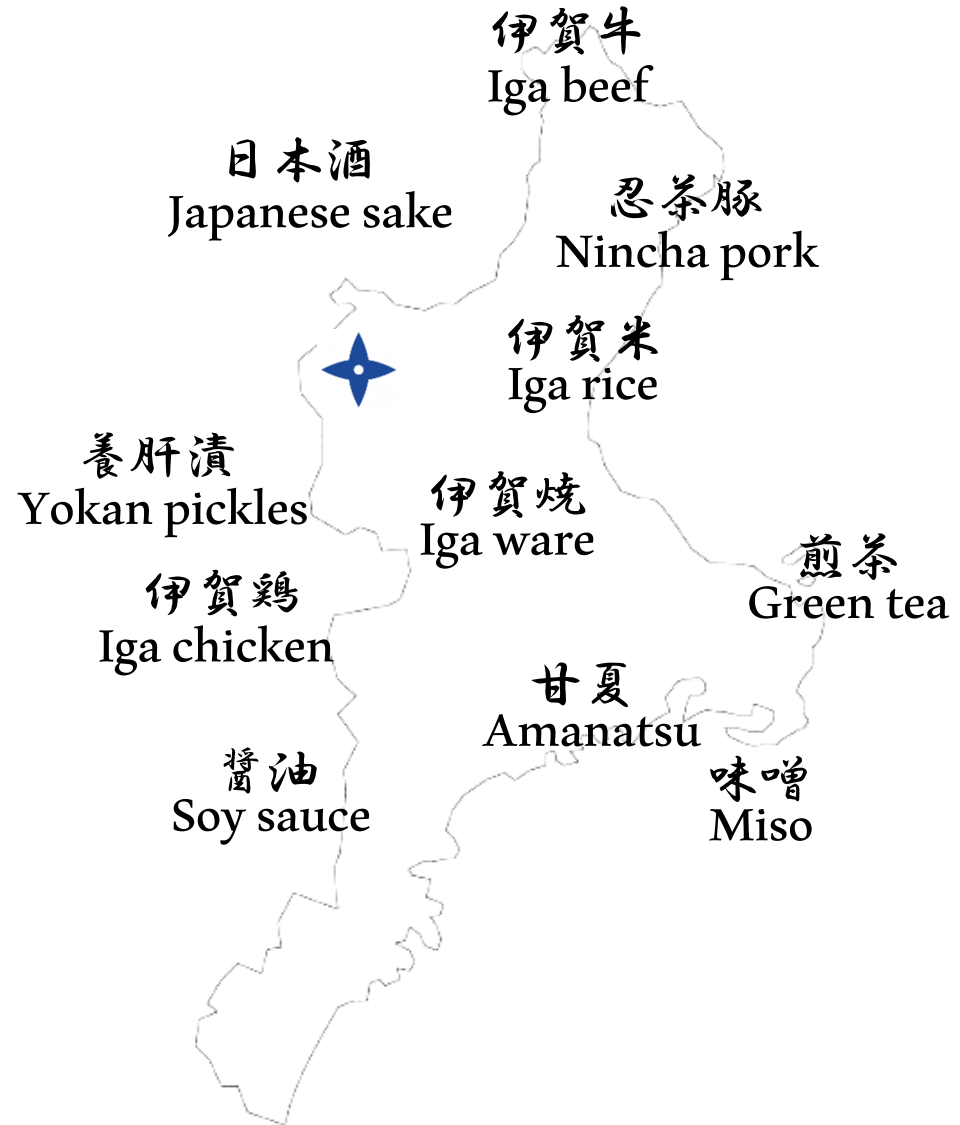 伊賀牛
Iga beef
日本酒
Japanese sake
忍茶豚
Nincha pork
伊賀米
Iga rice
養肝漬
Yokan pickles
伊賀焼
Iga ware
煎茶
Green tea
伊賀鶏
Iga chicken
甘夏
Amanatsu
醤油
Soy sauce
味噌
Miso